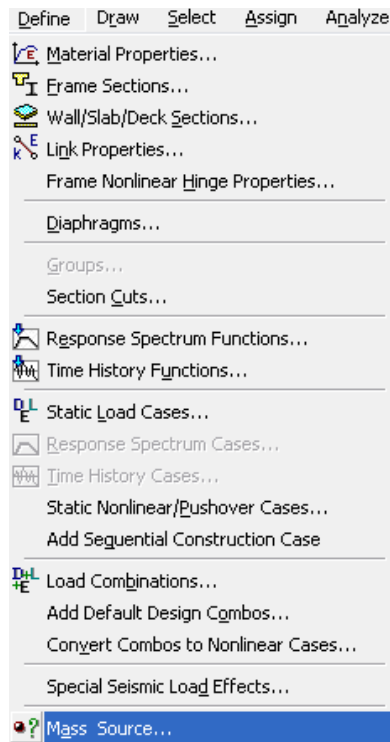 Define Draw Select Assign Analyze
Material Properties...
Frame Sections...
Wall/Slab/Deck Sections...
Link Properties...
Frame Nonlinear Hinge Properties...
Diaphragms...
Groups...
Section Cuts...
Response Spectrum Functions...
Time History Functions...
Static Load Cases...
Response Spectrum Cases...
Time History Cases...
Static Nonlinear/Pushover Cases...
Add Sequential Construction Case
Load Combinations...
Add Default Design Combos...
Convert Combos to Nonlinear Cases...
Special Seismic Load Effects...
Mass Source...